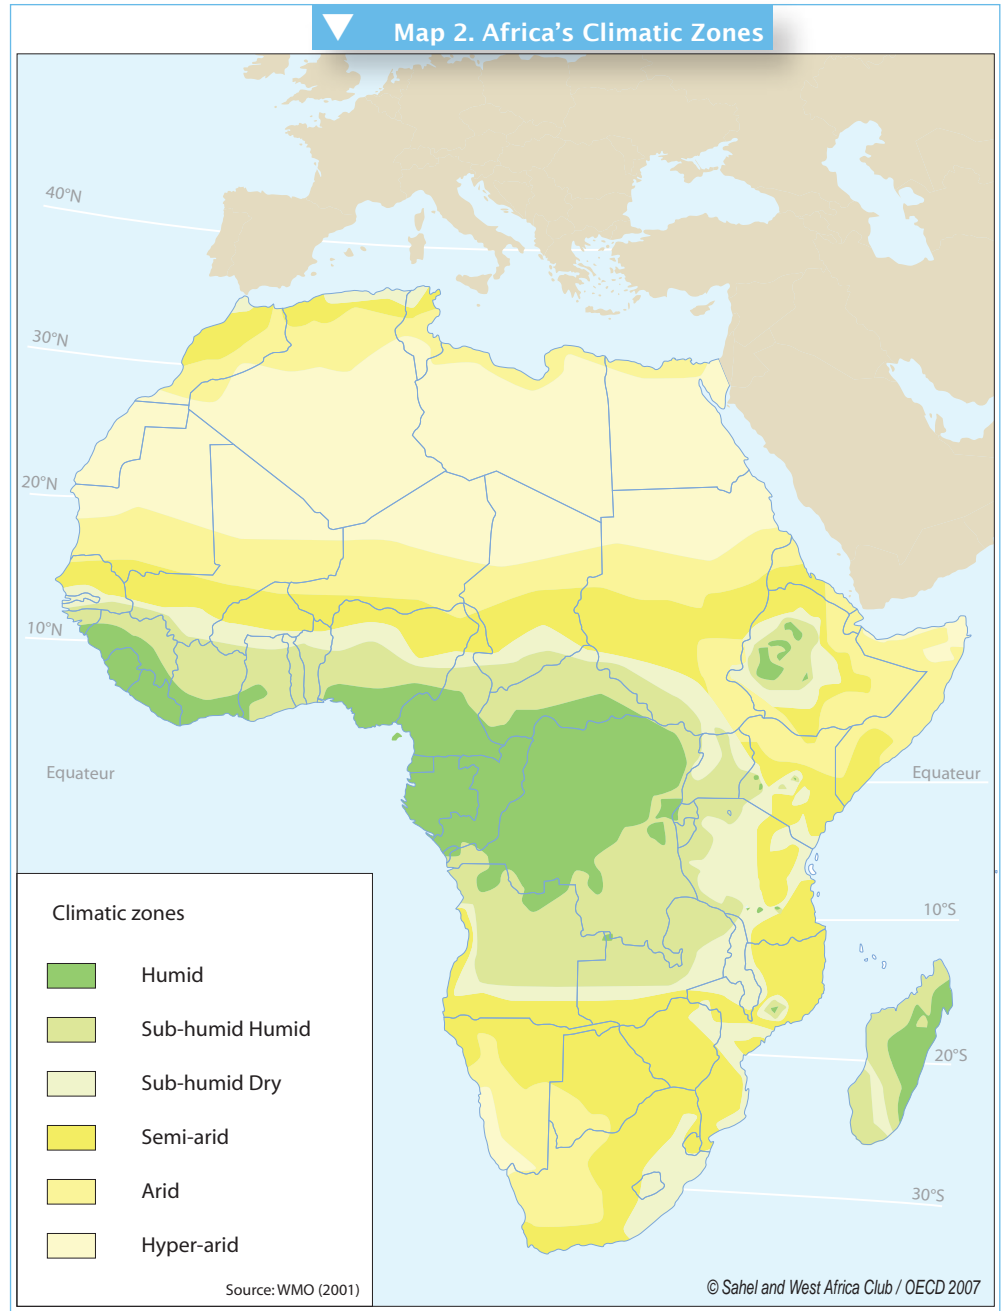 Map 2. Africa's Climatic Zones
40°N
30°N
20°N
10°N
Equateur
Equateur
10°S
20°S
30°S
Climatic zones
Humid
Sub-humid Humid
Sub-humid Dry
Semi-arid
Arid
Hyper-arid
Source: WMO (2001)
© Sahel and West Africa Club / OECD 2007